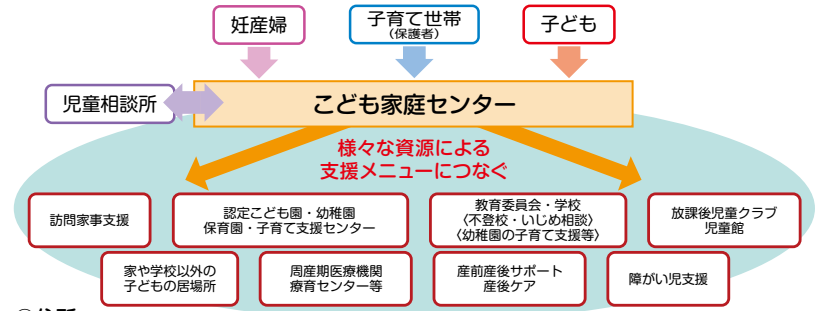 妊産婦
子育て世帯
(保護者)
子ども
児童相談所
こども家庭センター
様々な資源による
支援メニューにつなぐ
訪問家事支援
認定こども園・幼稚園
保育園・子育て支援センター
教育委員会・学校
〈不登校・いじめ相談〉
〈幼稚園の子育て支援等〉
放課後児童クラブ
児童館
家や学校以外の
子どもの居場所
周産期医療機関
療育センター等
産前産後サポート
産後ケア
障がい児支援